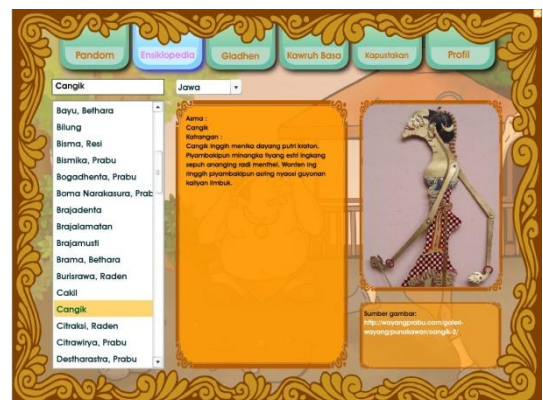 Pandom
Ensiklopedia
Gladhen
Kawruh Basa
Kapustakan
Profil
Cangik
Jawa
Bayu, Bethara
Bilung
Bisma, Resi
Bismika, Prabu
Bogadhenta, Prabu
Boma Narakasura, Prab
Brajadenta
Brajalamatan
Brajamusti
Brama, Bethara
Burisrawa, Raden
Cakil
Cangik
Citraksi, Raden
Citrawirya, Prabu
Destharastra, Prabu
Asma :
Cangik
Katrangan :
Cangik inggih menika dayang putri kraton.
Piyambakipun minangka tiyang estri ingkang
sepuh ananging radi menthel. Wonten ing
ringgit piyambakipun asring nyaosi guyonan
kaliyan limbuk.
Sumber gambar:
http://wayangprabu.com/galeri-
wayang/punakawan/cangik-2/